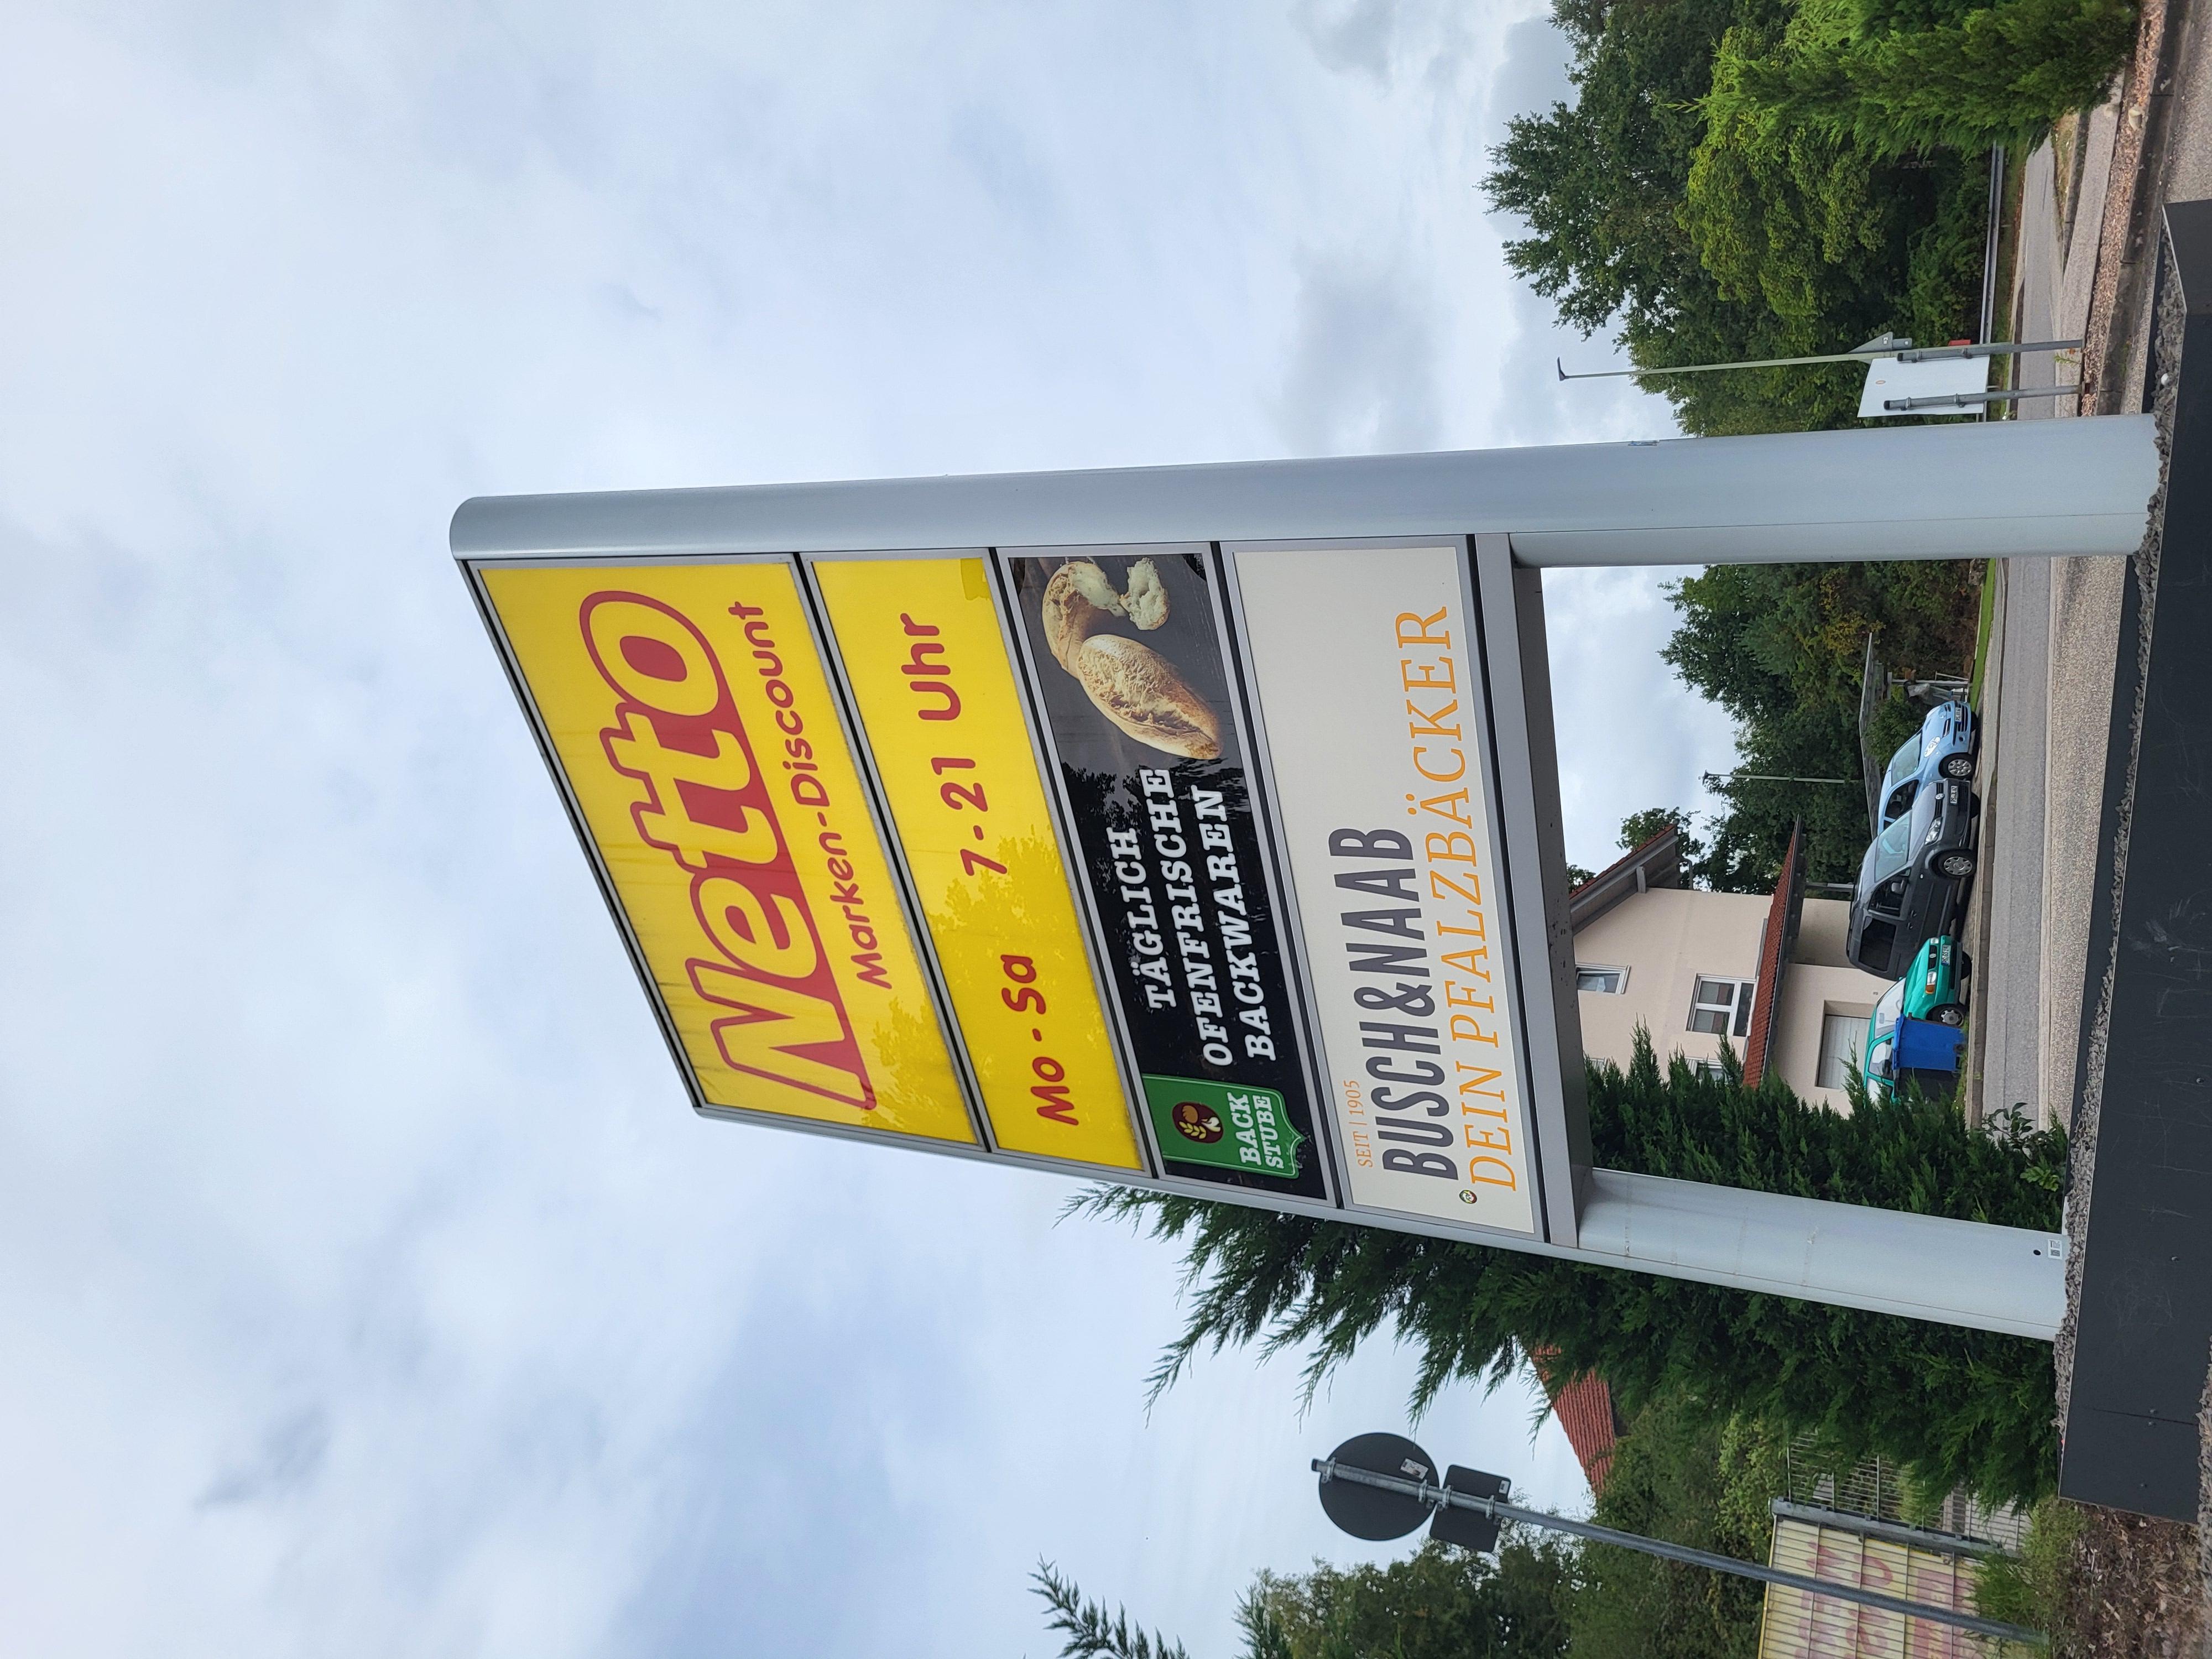 Netto
Marken-Discount
Mo - Sa 7 - 21 Uhr
BACK
STUBE
TÄGLICH
OFENFRISCHE
BACKWAREN
SEIT | 1905
BUSCH&NAAB
DEIN PFALZBÄCKER